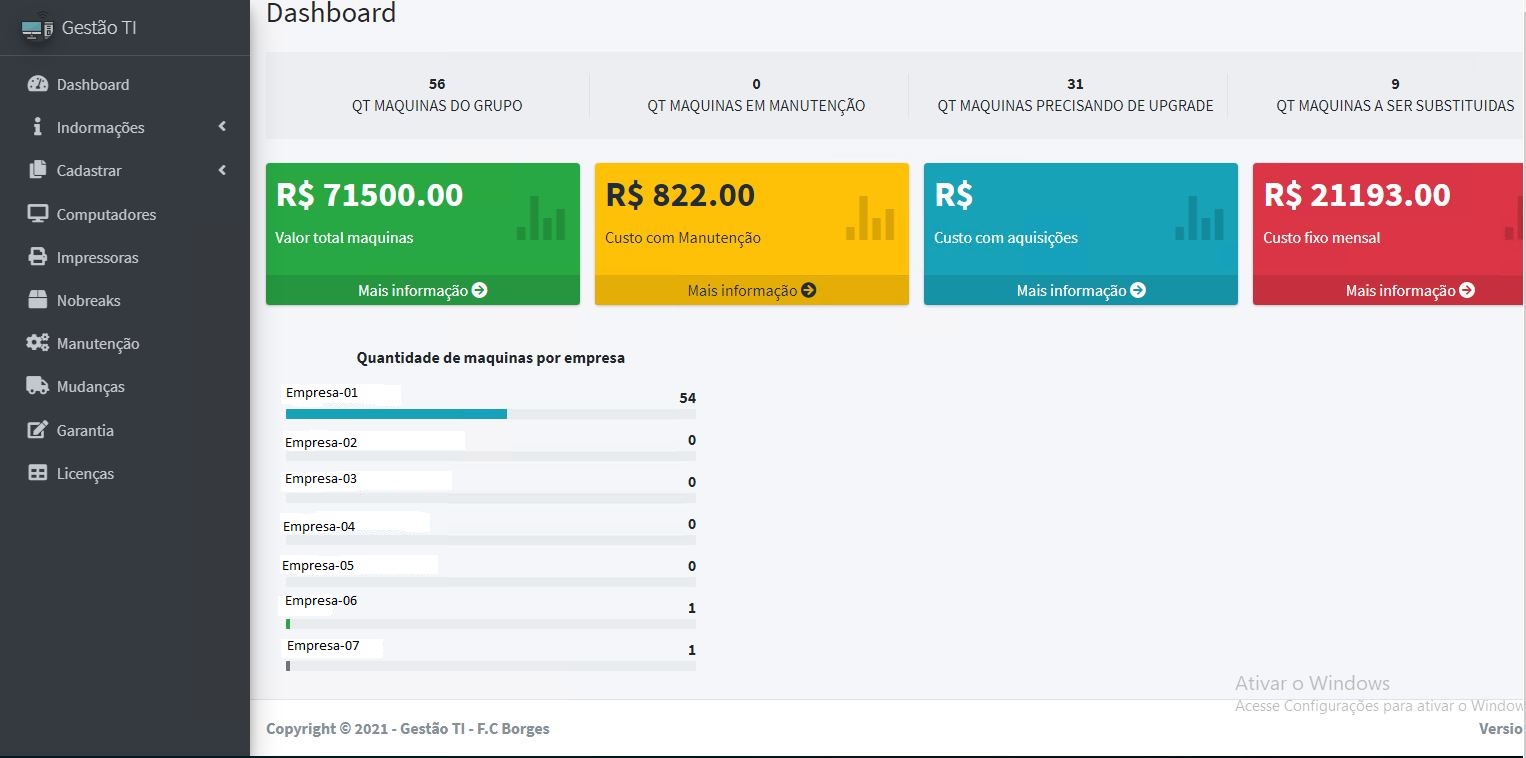 Gestão TI
Dashboard
Indormações
Cadastrar
Computadores
Impressoras
Nobreaks
Manutenção
Mudanças
Garantia
Licenças
Dashboard
56
QT MAQUINAS DO GRUPO
0
QT MAQUINAS EM MANUTENÇÃO
31
QT MAQUINAS PRECISANDO DE UPGRADE
9
QT MAQUINAS A SER SUBSTITUIDAS
R$ 71500.00
Valor total maquinas
Mais informação
R$ 822.00
Custo com Manutenção
Mais informação
R$
Custo com aquisições
Mais informação
R$ 21193.00
Custo fixo mensal
Mais informação
Quantidade de maquinas por empresa
Empresa-01 54
Empresa-02 0
Empresa-03 0
Empresa-04 0
Empresa-05 0
Empresa-06 1
Empresa-07 1
Ativar o Windows
Acesse Configurações para ativar o Window
Copyright © 2021 - Gestão TI - F.C Borges
Versio